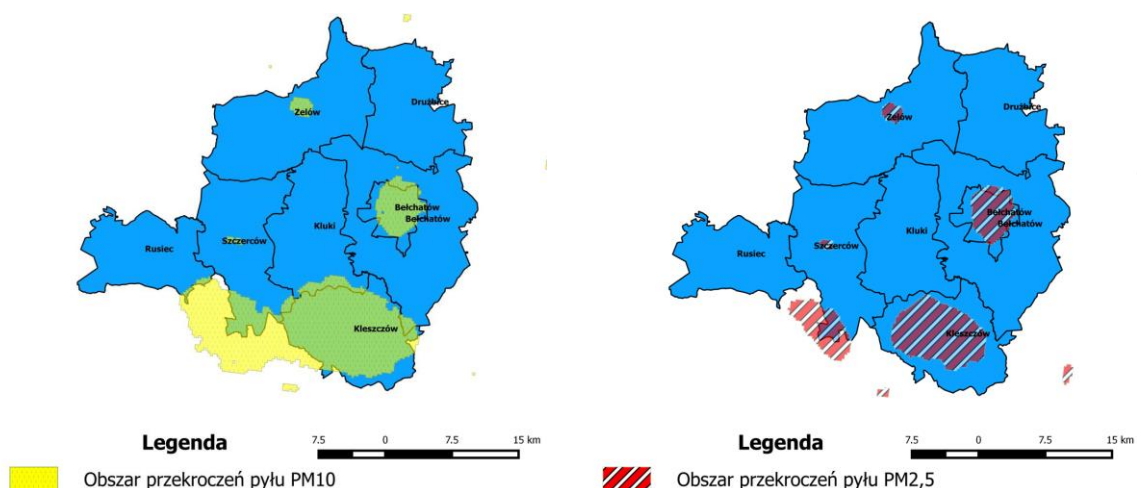 Drużbice
Zelów
Bełchatów
Bełchatów
Szczerców
Kluki
Rusiec
Kleszczów
Legenda
7.5 0 7.5 15 km
Obszar przekroczeń pyłu PM10
Drużbice
Zelów
Bełchatów
Bełchatów
Szczerców
Kluki
Rusiec
Kleszczów
Legenda
7.5 0 7.5 15 km
Obszar przekroczeń pyłu PM2,5